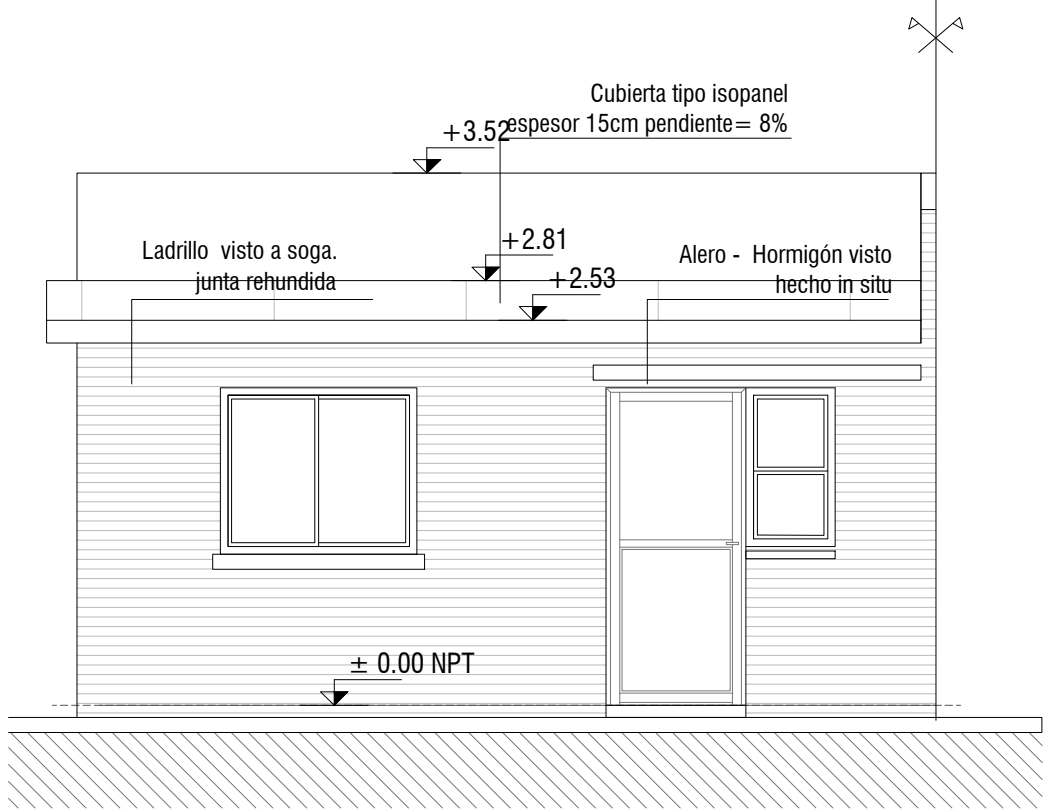 Cubierta tipo isopanel
espesor 15cm pendiente= 8%
+3.52
+2.81
+2.53
Ladrillo visto a soga.
junta rehundida
Alero - Hormigón visto
hecho in situ
± 0.00 NPT